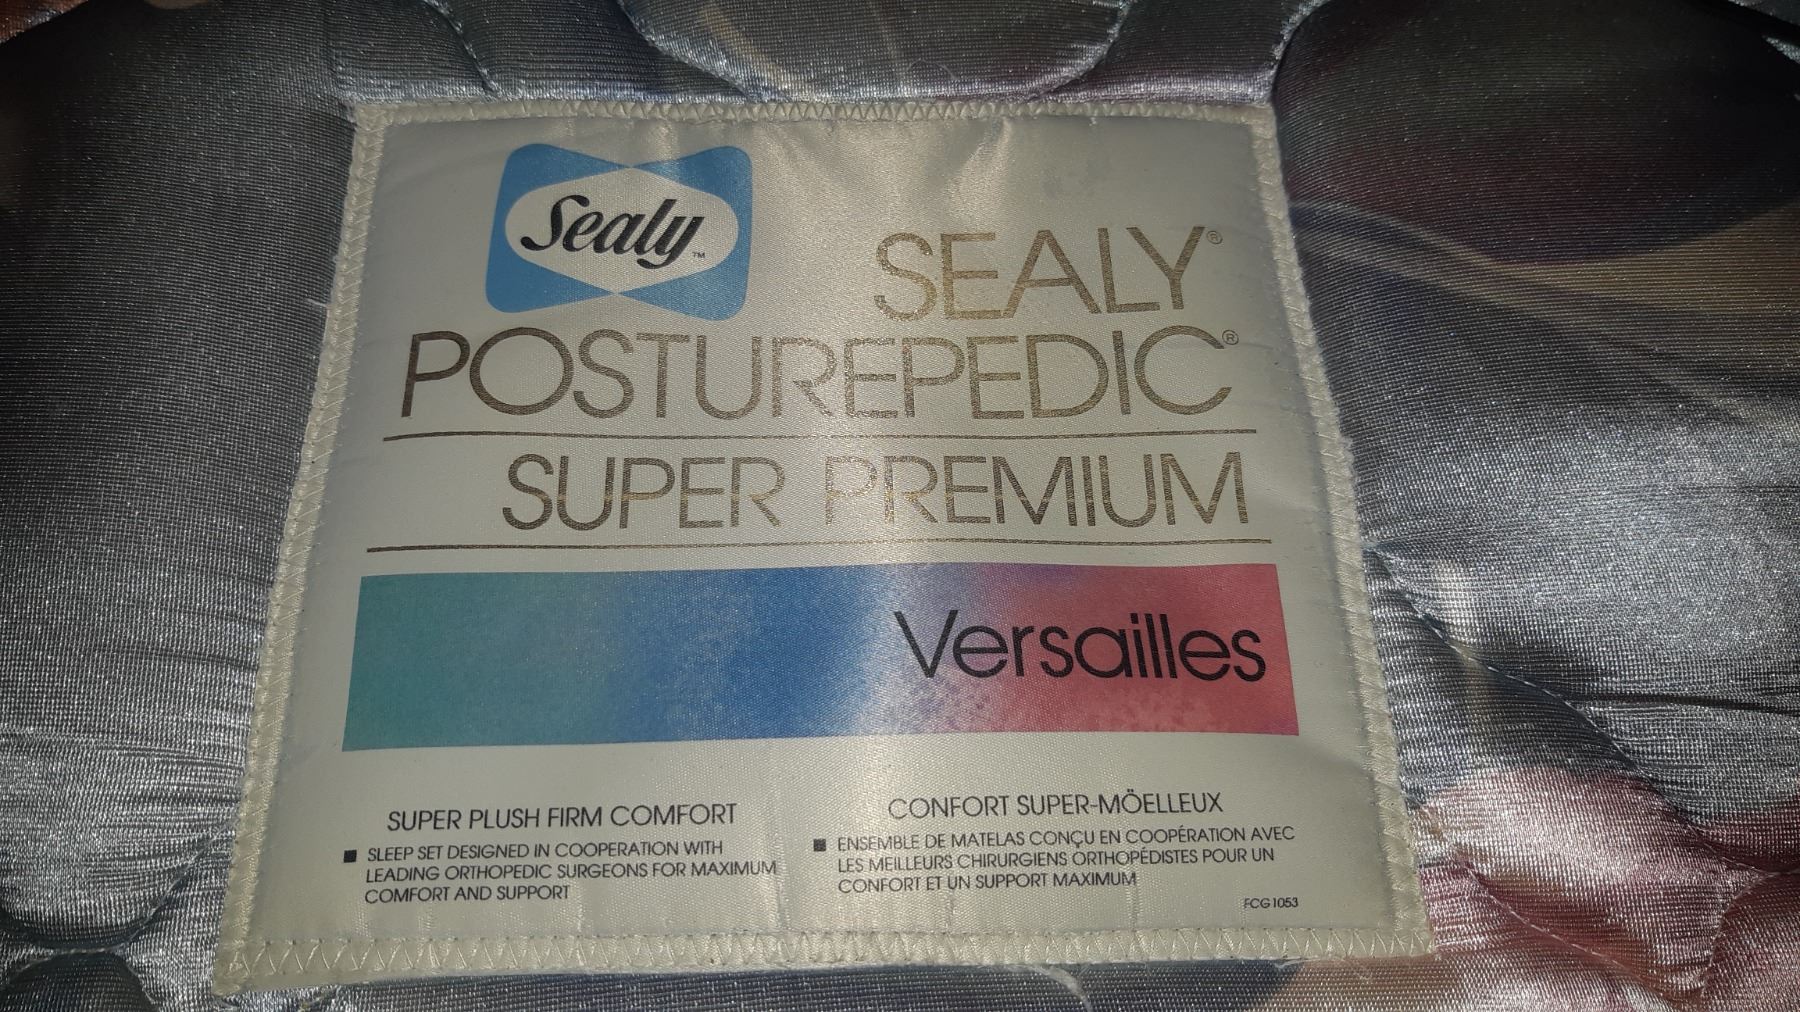 Sealy™
SEALY®
POSTUREPEDIC®
SUPER PREMIUM
Versailles
SUPER PLUSH FIRM COMFORT
■ SLEEP SET DESIGNED IN COOPERATION WITH
LEADING ORTHOPEDIC SURGEONS FOR MAXIMUM
COMFORT AND SUPPORT
CONFORT SUPER-MÖELLEUX
■ ENSEMBLE DE MATELAS CONÇU EN COOPÉRATION AVEC
LES MEILLEURS CHIRURGIENS ORTHOPÉDISTES POUR UN
CONFORT ET UN SUPPORT MAXIMUM
FCG1053